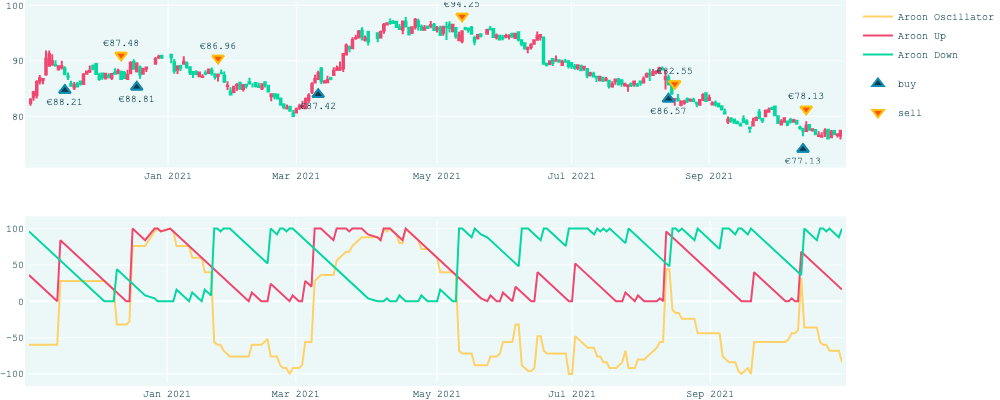 €94.25
100
€87.48
€86.96
90
€82.55
€88.21
€88.81
€87.42
€86.57
€78.13
80
€77.13
Jan 2021 Mar 2021 May 2021 Jul 2021 Sep 2021
Aroon Oscillator
Aroon Up
Aroon Down
buy
sell
100
50
0
−50
−100
Jan 2021 Mar 2021 May 2021 Jul 2021 Sep 2021